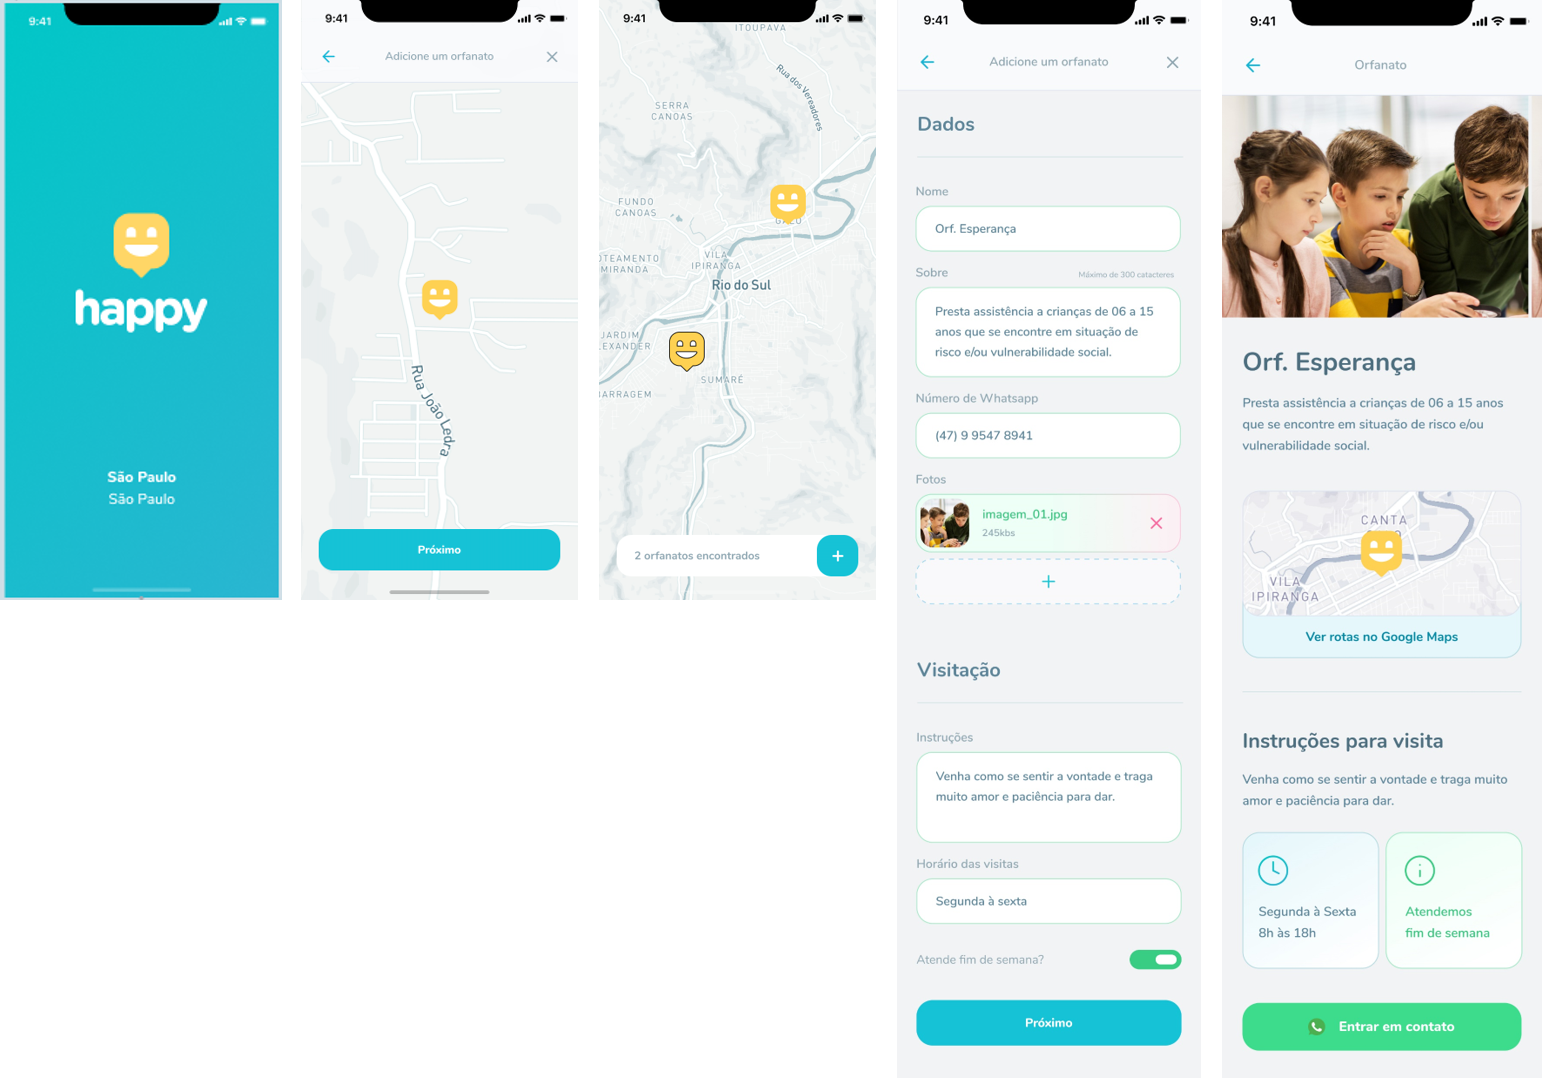 9:41
happy
São Paulo
São Paulo
9:41
Adicione um orfanato
Rua João Ledra
Próximo
9:41
ITOUPAVA
Rua dos Vereadores
SERRA
CANOAS
FUNDO
CANOAS
OTEAMENTO
MIRANDA
VILA
IPIRANGA
Rio do Sul
JARDIM
LEXANDER
SUMARÉ
BARRAGEM
2 orfanatos encontrados
9:41
Adicione um orfanato
Dados
Nome
Orf. Esperança
Sobre
Máximo de 300 catacteres
Presta assistência a crianças de 06 a 15
anos que se encontre em situação de
risco e/ou vulnerabilidade social.
Número de Whatsapp
(47) 9 9547 8941
Fotos
imagem_01.jpg
245kbs
Visitação
Instruções
Venha como se sentir a vontade e traga
muito amor e paciência para dar.
Horário das visitas
Segunda à sexta
Atende fim de semana?
Próximo
9:41
Orfanato
Orf. Esperança
Presta assistência a crianças de 06 a 15 anos
que se encontre em situação de risco e/ou
vulnerabilidade social.
CANTA
VILA
IPIRANGA
Ver rotas no Google Maps
Instruções para visita
Venha como se sentir a vontade e traga muito
amor e paciência para dar.
Segunda à Sexta
8h às 18h
Atendemos
fim de semana
Entrar em contato